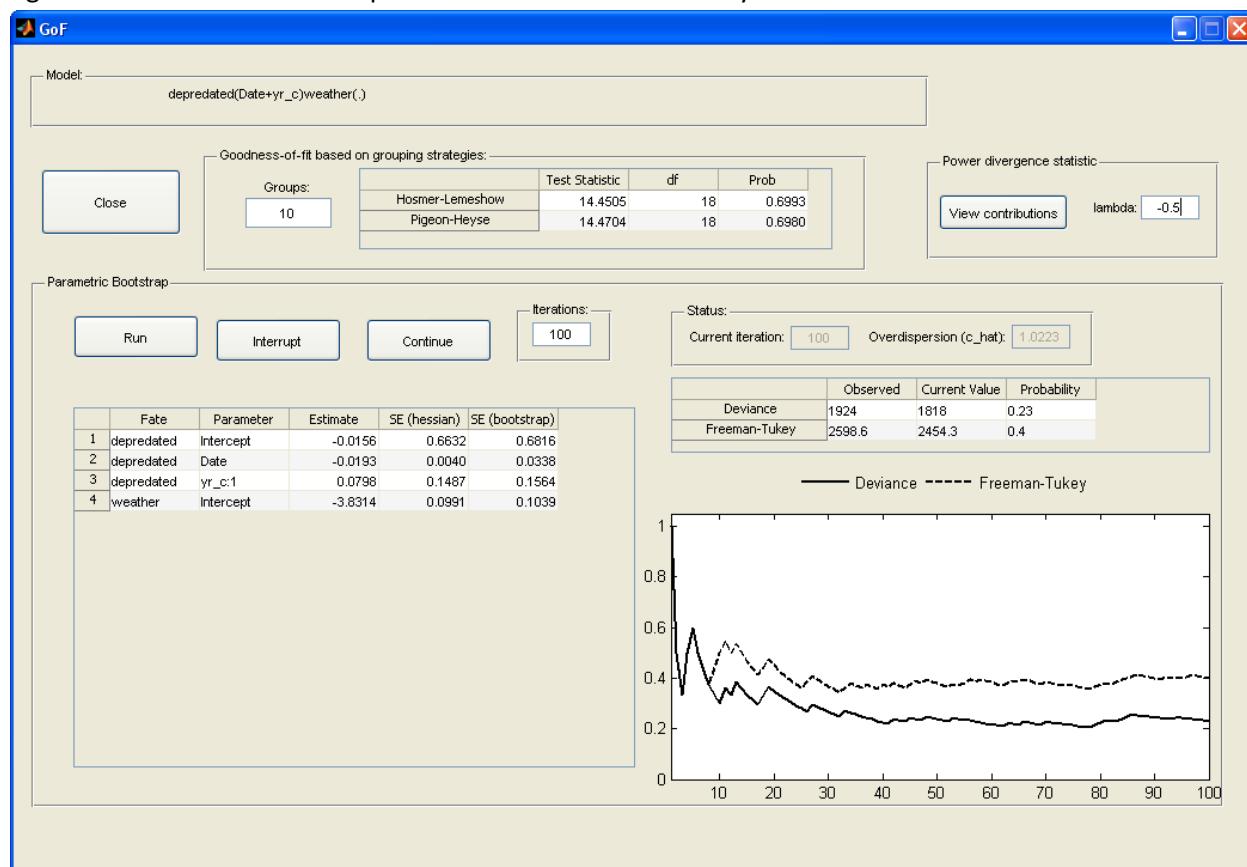 GoF
Model:
depredated(Date+yr_c)weather(.)
Close
Goodness-of-fit based on grouping strategies:
Groups:
10
Test Statistic df Prob
Hosmer-Lemeshow 14.4505 18 0.6993
Pigeon-Heyse 14.4704 18 0.6980
Power divergence statistic
View contributions
lambda: -0.5
Parametric Bootstrap
Run
Interrupt
Continue
Iterations:
100
Status:
Current iteration: 100 Overdispersion (c_hat): 1.0223
Observed Current Value Probability
Deviance 1924 1818 0.23
Freeman-Tukey 2598.6 2454.3 0.4
Fate Parameter Estimate SE (hessian) SE (bootstrap)
1 depredated Intercept -0.0156 0.6632 0.6816
2 depredated Date -0.0193 0.0040 0.0338
3 depredated yr_c:1 0.0798 0.1487 0.1564
4 weather Intercept -3.8314 0.0991 0.1039
Deviance Freeman-Tukey
1
0.8
0.6
0.4
0.2
0
10 20 30 40 50 60 70 80 90 100